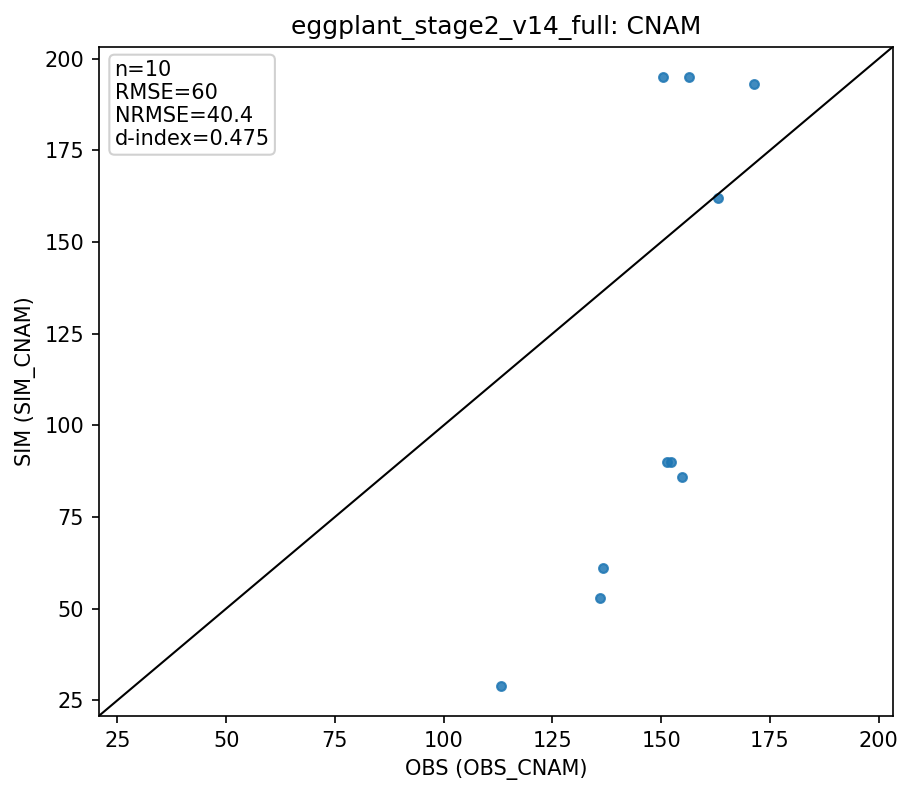 eggplant_stage2_v14_full: CNAM
n=10
RMSE=60
NRMSE=40.4
d-index=0.475
200
175
150
125
100
75
50
25
SIM (SIM_CNAM)
25 50 75 100 125 150 175 200
OBS (OBS_CNAM)